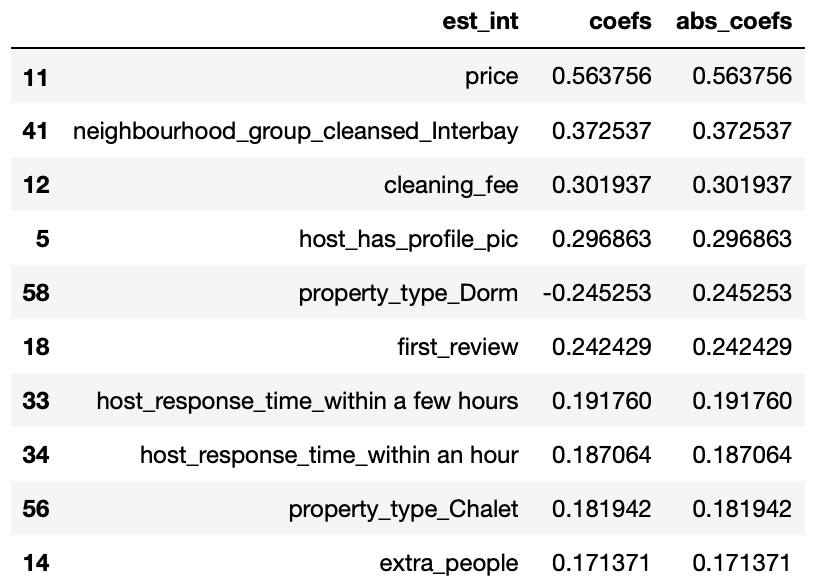 est_int coefs abs_coefs
11 price 0.563756 0.563756
41 neighbourhood_group_cleansed_Interbay 0.372537 0.372537
12 cleaning_fee 0.301937 0.301937
5 host_has_profile_pic 0.296863 0.296863
58 property_type_Dorm -0.245253 0.245253
18 first_review 0.242429 0.242429
33 host_response_time_within a few hours 0.191760 0.191760
34 host_response_time_within an hour 0.187064 0.187064
56 property_type_Chalet 0.181942 0.181942
14 extra_people 0.171371 0.171371